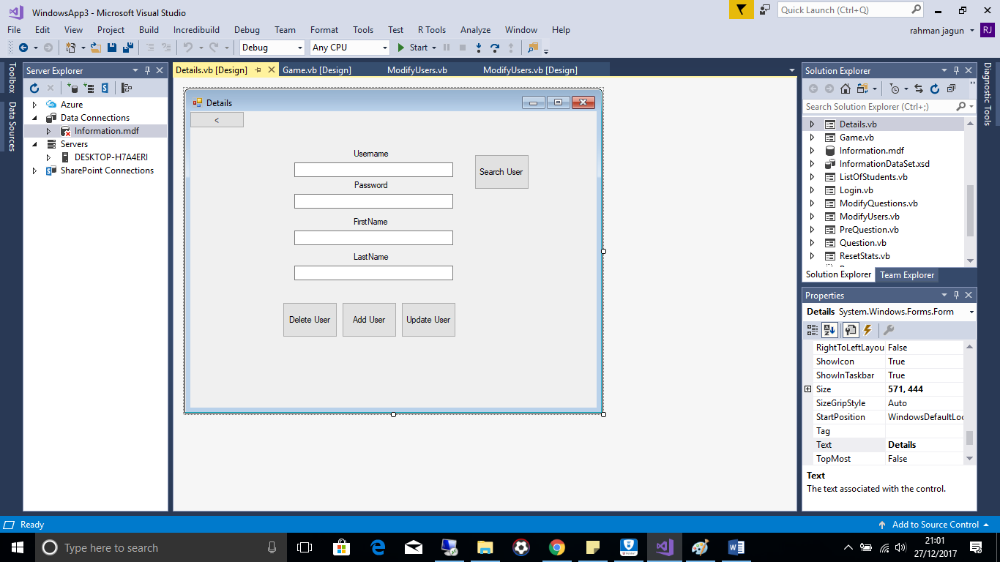 WindowsApp3 - Microsoft Visual Studio
Quick Launch (Ctrl+Q)
File Edit View Project Build Incredibuild Debug Team Format Tools Test R Tools Analyze Window Help
rahman jagun RJ
Debug Any CPU Start
Toolbox
Data Sources
Server Explorer
Azure
Data Connections
Information.mdf
Servers
DESKTOP-H7A4ERI
SharePoint Connections
Details.vb [Design] Game.vb [Design] ModifyUsers.vb ModifyUsers.vb [Design]
Details
<
Username
Search User
Password
FirstName
LastName
Delete User Add User Update User
Solution Explorer
Search Solution Explorer (Ctrl+;)
Details.vb
Game.vb
Information.mdf
InformationDataSet.xsd
ListOfStudents.vb
Login.vb
ModifyQuestions.vb
ModifyUsers.vb
PreQuestion.vb
Question.vb
ResetStats.vb
Solution Explorer Team Explorer
Diagnostic Tools
Properties
Details System.Windows.Forms.Form
RightToLeftLayou False
ShowIcon True
ShowInTaskbar True
Size 571, 444
SizeGripStyle Auto
StartPosition WindowsDefaultLoc
Tag
Text Details
TopMost False
Text
The text associated with the control.
Ready
Add to Source Control
Type here to search
21:01
27/12/2017